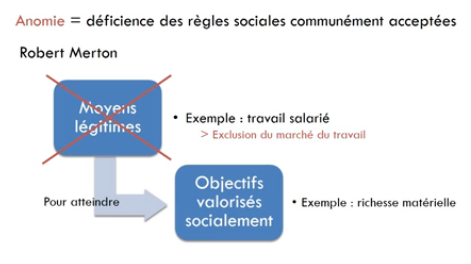 Anomie = déficience des règles sociales communément acceptées
Robert Merton
Moyens
légitimes
• Exemple : travail salarié
> Exclusion du marché du travail
Pour atteindre
Objectifs
valorisés
socialement
• Exemple : richesse matérielle